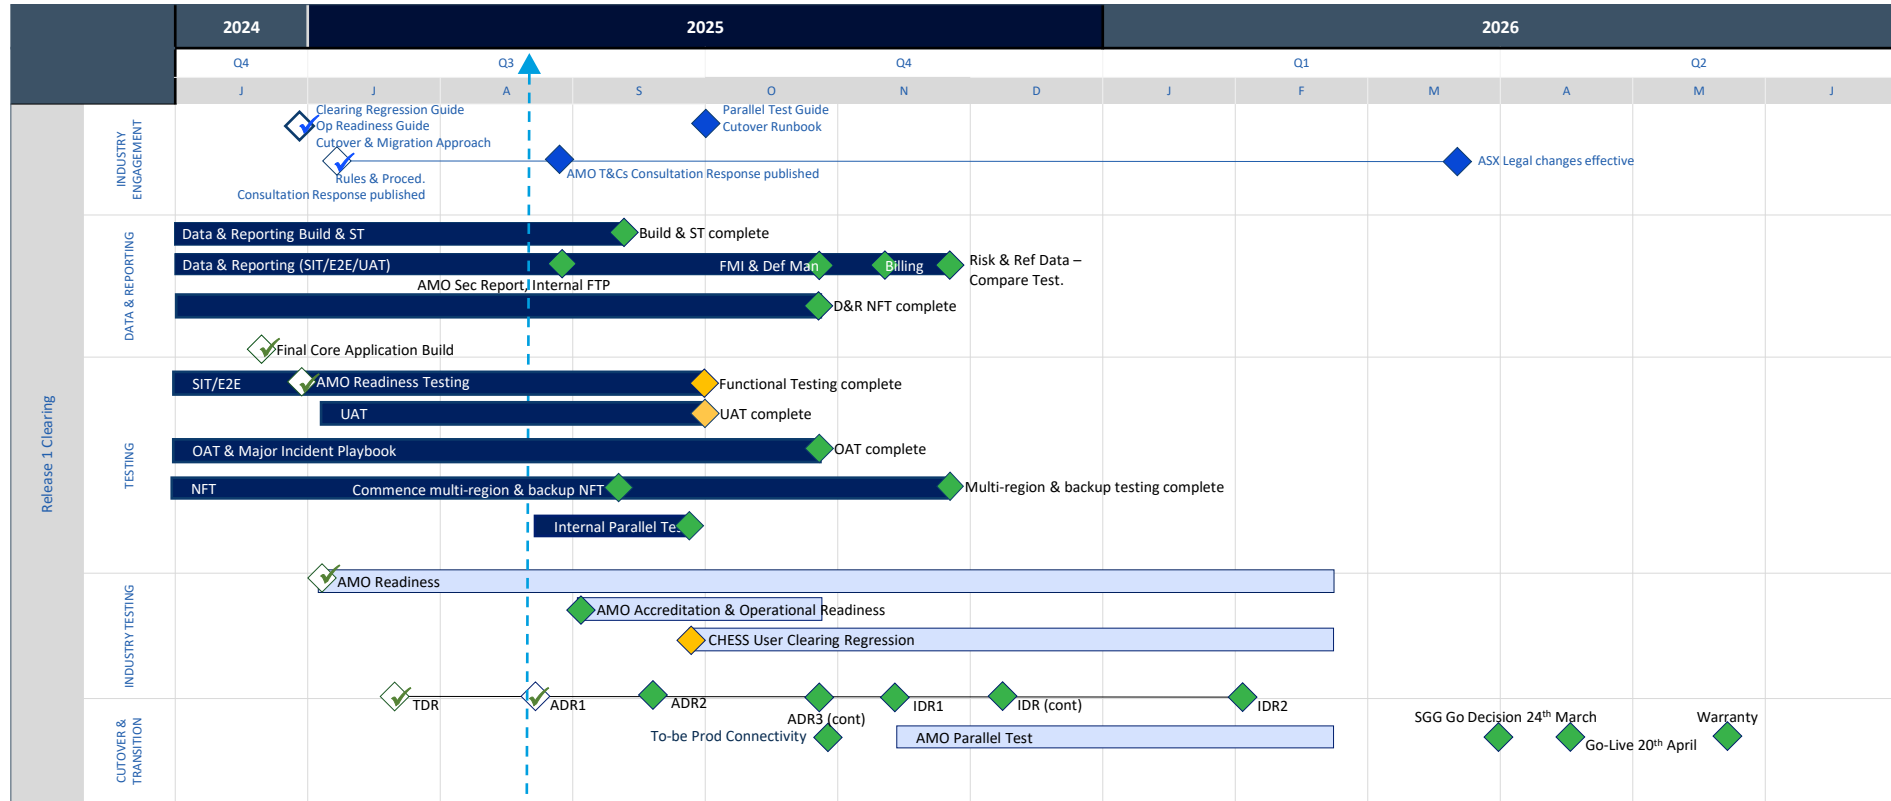 2024
2025
2026
Q4
Q3
Q4
Q1
Q2
J
J
A
S
O
N
D
J
F
M
A
M
J
Release 1 Clearing
INDUSTRY
ENGAGEMENT
Clearing Regression Guide
Op Readiness Guide
Cutover & Migration Approach
Parallel Test Guide
Cutover Runbook
Rules & Proced.
Consultation Response published
AMO T&Cs Consultation Response published
ASX Legal changes effective
DATA & REPORTING
Data & Reporting Build & ST
Build & ST complete
Data & Reporting (SIT/E2E/UAT)
FMI & Def Man
Billing
Risk & Ref Data –
Compare Test.
AMO Sec Report, Internal FTP
D&R NFT complete
Final Core Application Build
TESTING
SIT/E2E
AMO Readiness Testing
Functional Testing complete
UAT
UAT complete
OAT & Major Incident Playbook
OAT complete
NFT
Commence multi-region & backup NFT
Multi-region & backup testing complete
Internal Parallel Tes
INDUSTRY TESTING
AMO Readiness
AMO Accreditation & Operational Readiness
CHESS User Clearing Regression
CUTOVER &
TRANSITION
TDR
ADR1
ADR2
ADR3 (cont)
IDR1
IDR (cont)
IDR2
To-be Prod Connectivity
AMO Parallel Test
SGG Go Decision 24th March
Go-Live 20th April
Warranty